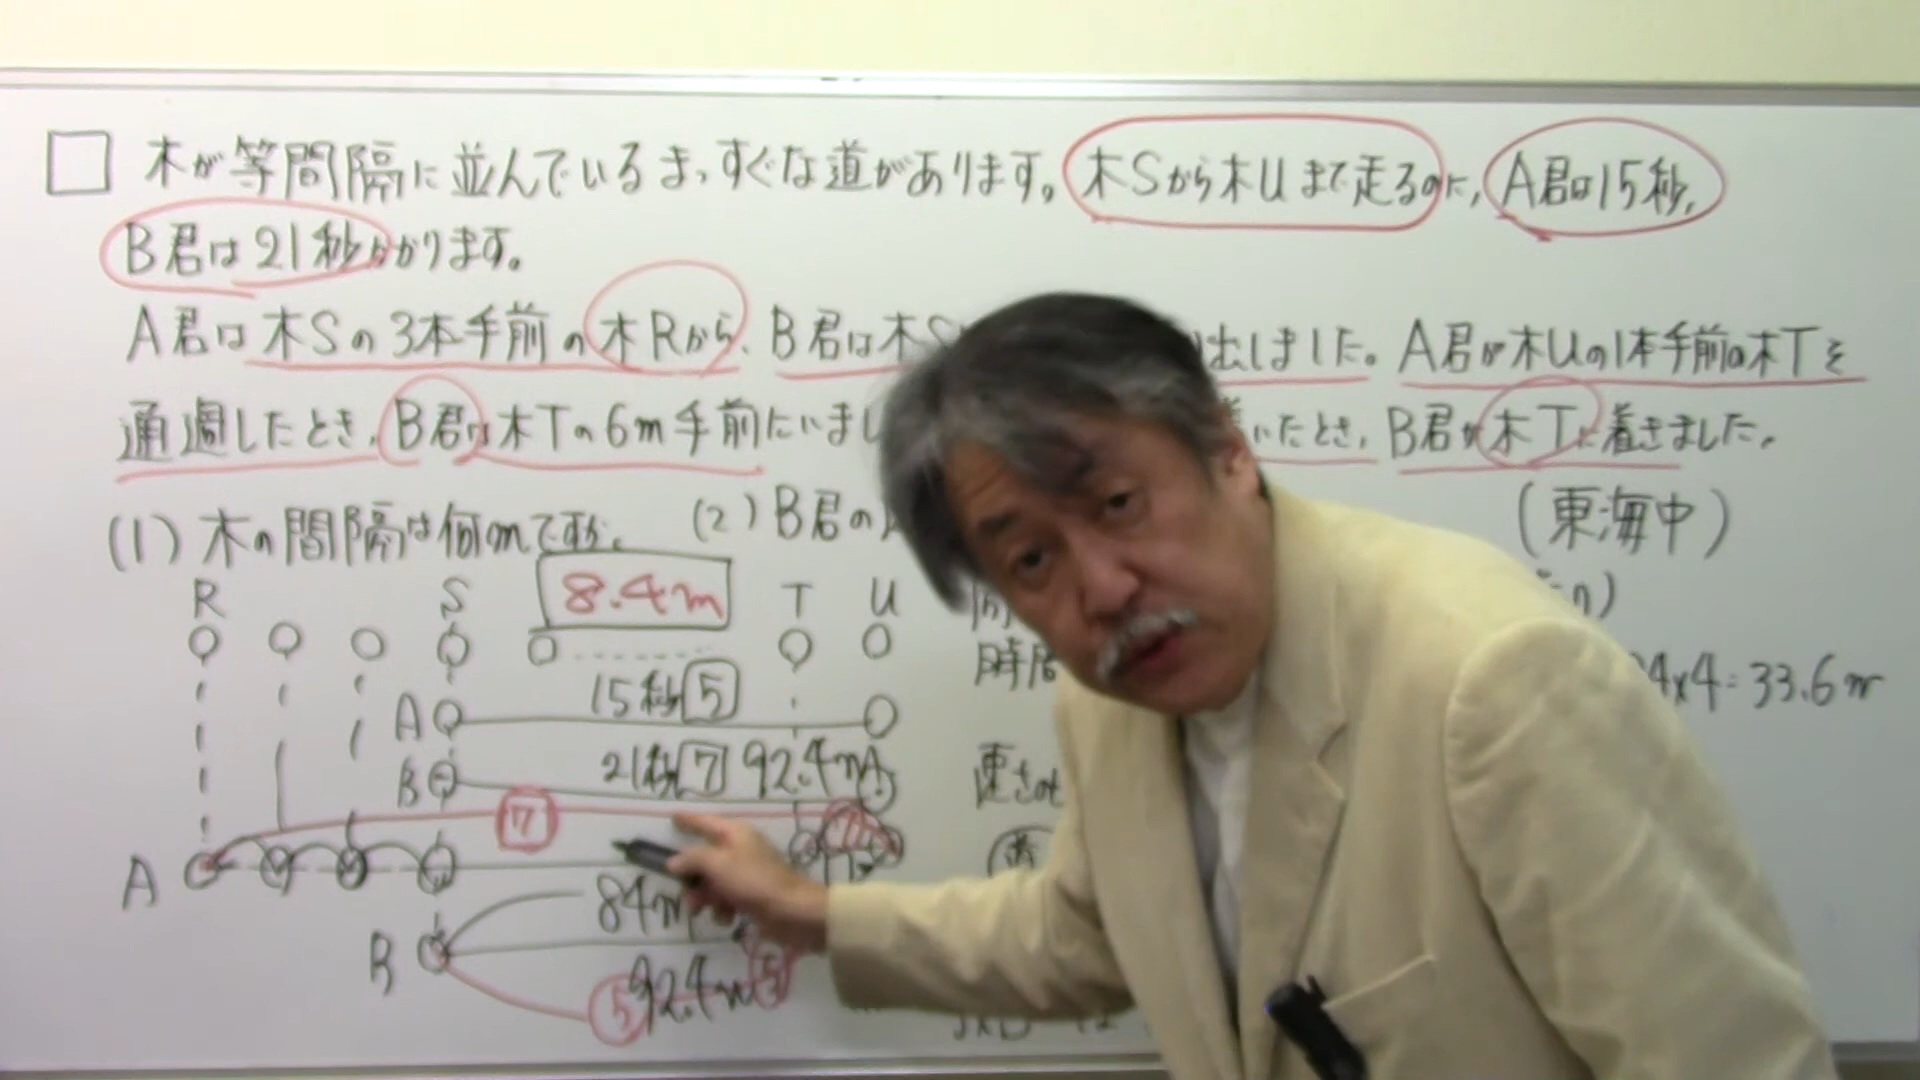 木が等間隔に並んでいるまっすぐな道があります。木Sから木Uまで走るのに,A君は15秒,
B君は21秒かかります。
A君は木Sの3本手前の木Rから、B君は木S 出しました。A君が木Uの1本手前の木Tを
通過したとき,B君は木Tの6m手前にいまし いたとき,B君が木Tに着きました。
(1)木の間隔は何mですか。 (2)B君の
(東海中)
8.4m
R S T U
時
A 15秒 5
4×4=33.6m
B 21秒 7 92.4m
速さの
7
A
84m
B
5 92.4m 5